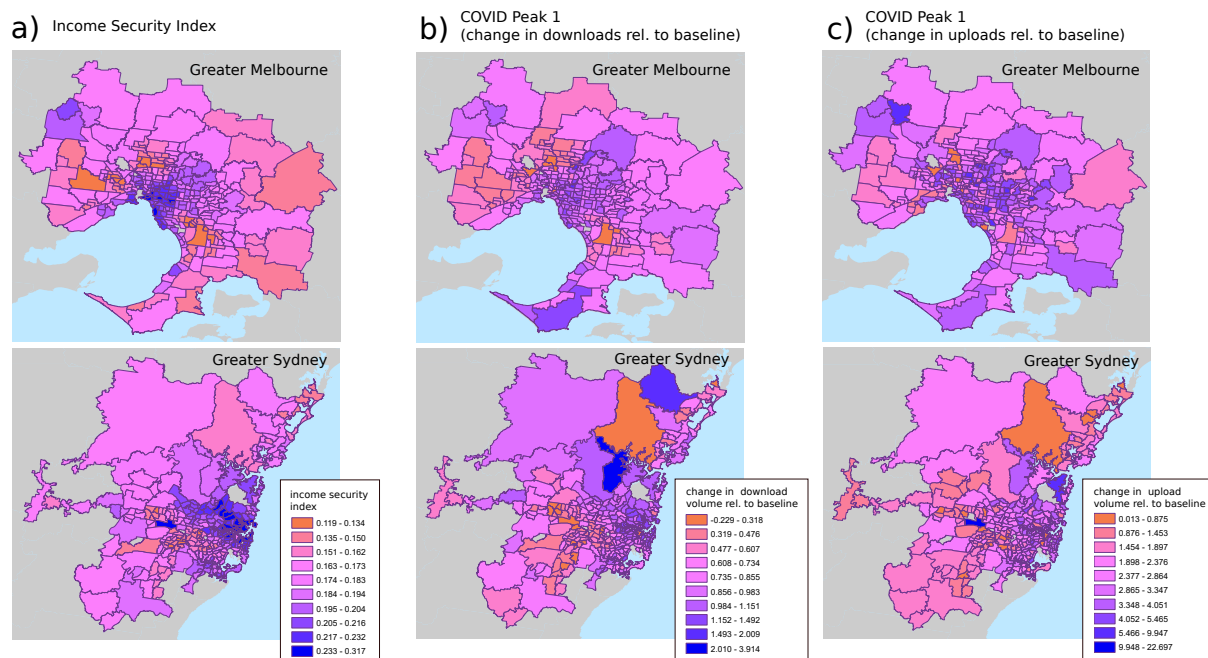 a) Income Security Index
Greater Melbourne
Greater Sydney
income security
index
0.119 - 0.134
0.135 - 0.150
0.151 - 0.162
0.163 - 0.173
0.174 - 0.183
0.184 - 0.194
0.195 - 0.204
0.205 - 0.216
0.217 - 0.232
0.233 - 0.317
b) COVID Peak 1
(change in downloads rel. to baseline)
Greater Melbourne
Greater Sydney
change in download
volume rel. to baseline
-0.229 - 0.318
0.319 - 0.476
0.477 - 0.607
0.608 - 0.734
0.735 - 0.855
0.856 - 0.983
0.984 - 1.151
1.152 - 1.492
1.493 - 2.009
2.010 - 3.914
c) COVID Peak 1
(change in uploads rel. to baseline)
Greater Melbourne
Greater Sydney
change in upload
volume rel. to baseline
0.013 - 0.875
0.876 - 1.453
1.454 - 1.897
1.898 - 2.376
2.377 - 2.864
2.865 - 3.347
3.348 - 4.051
4.052 - 5.465
5.466 - 9.947
9.948 - 22.697